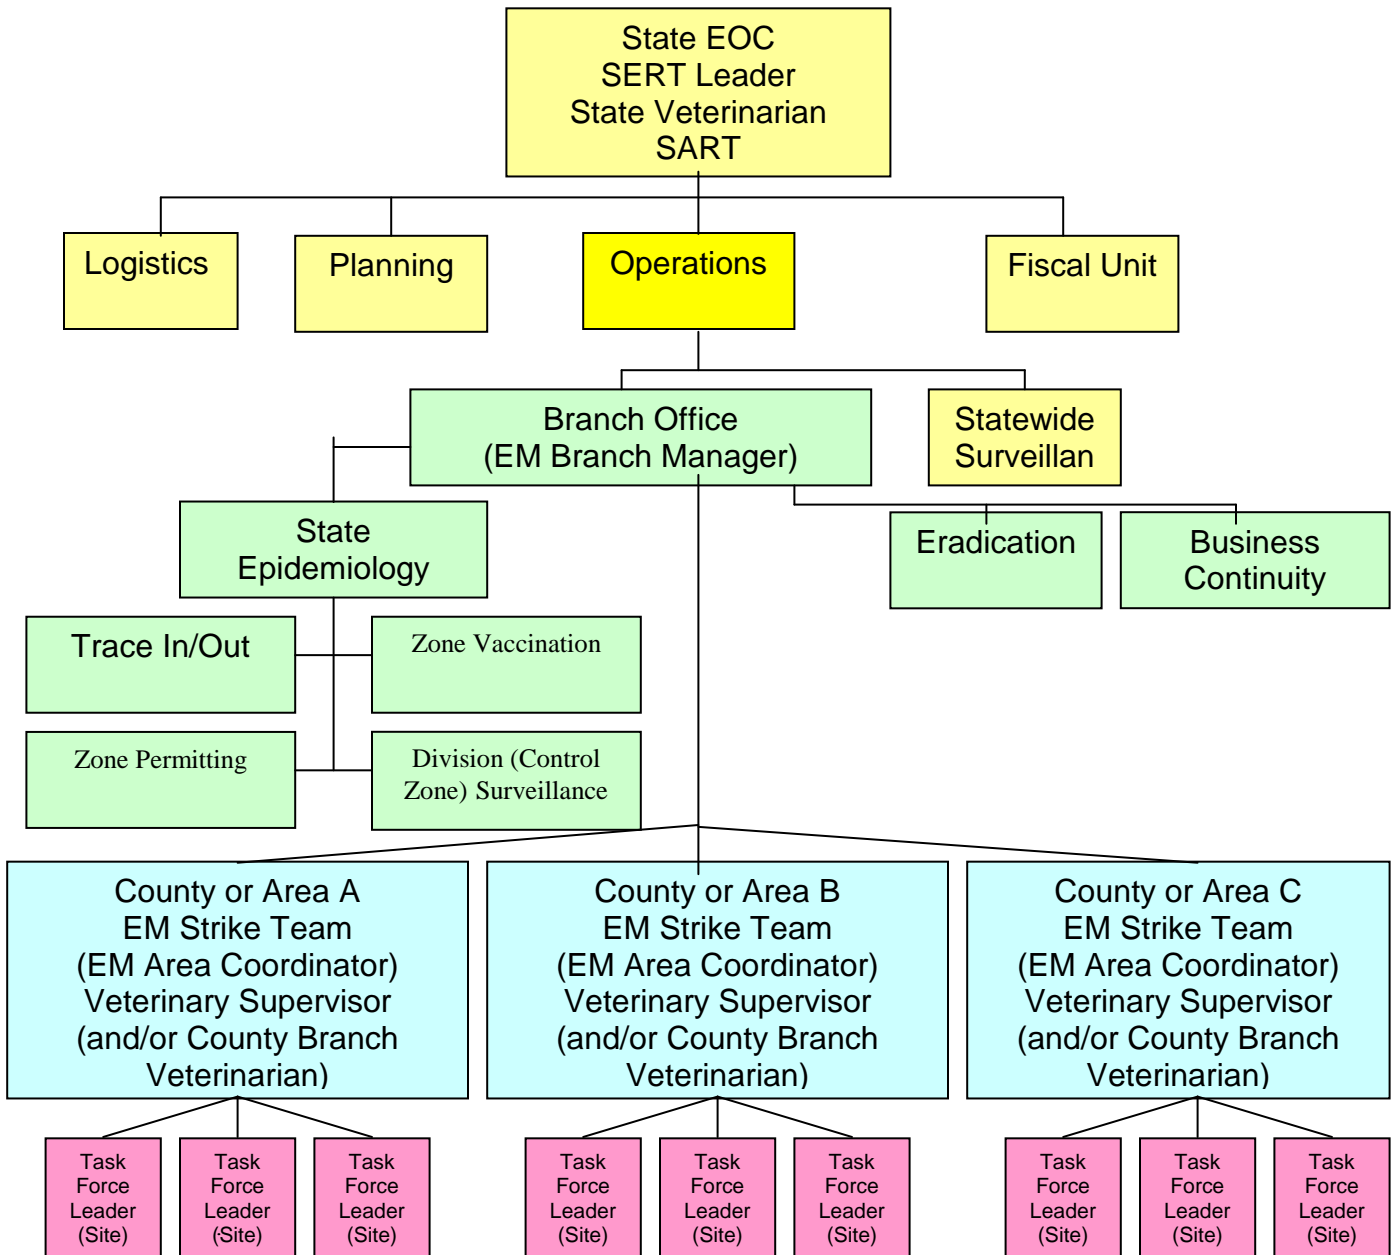 State EOC
SERT Leader
State Veterinarian
SART
Logistics
Planning
Operations
Fiscal Unit
Branch Office
(EM Branch Manager)
Statewide
Surveillan
State
Epidemiology
Eradication
Business
Continuity
Trace In/Out
Zone Vaccination
Zone Permitting
Division (Control
Zone) Surveillance
County or Area A
EM Strike Team
(EM Area Coordinator)
Veterinary Supervisor
(and/or County Branch
Veterinarian)
County or Area B
EM Strike Team
(EM Area Coordinator)
Veterinary Supervisor
(and/or County Branch
Veterinarian)
County or Area C
EM Strike Team
(EM Area Coordinator)
Veterinary Supervisor
(and/or County Branch
Veterinarian)
Task
Force
Leader
(Site)
Task
Force
Leader
(Site)
Task
Force
Leader
(Site)
Task
Force
Leader
(Site)
Task
Force
Leader
(Site)
Task
Force
Leader
(Site)
Task
Force
Leader
(Site)
Task
Force
Leader
(Site)
Task
Force
Leader
(Site)